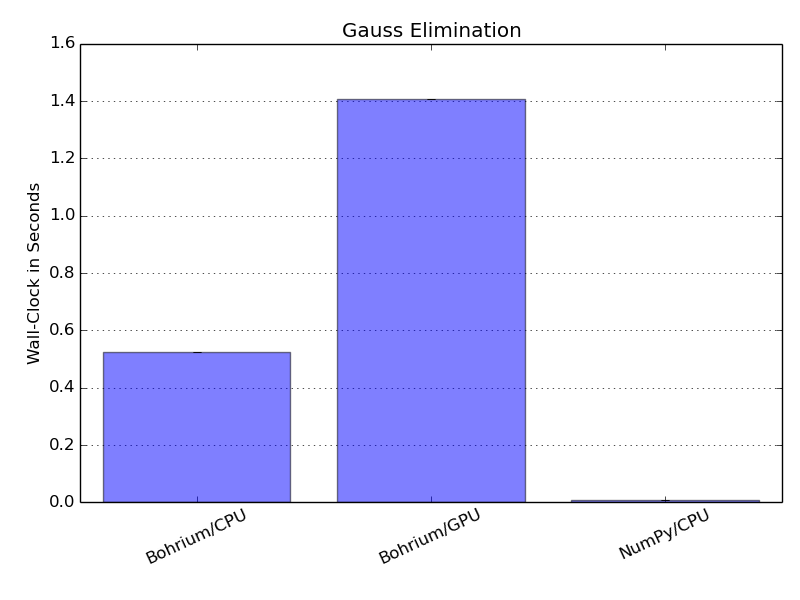 Gauss Elimination
1.6
1.4
1.2
1.0
0.8
0.6
0.4
0.2
0.0
Wall-Clock in Seconds
Bohrium/CPU
Bohrium/GPU
NumPy/CPU